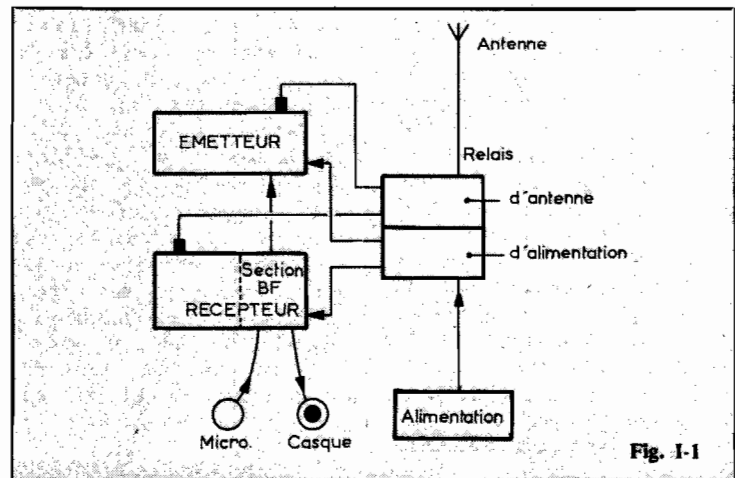 Antenne
EMETTEUR
Relais
d'antenne
d'alimentation
Section
BF
RECEPTEUR
Micro.
Casque
Alimentation
Fig. I-1